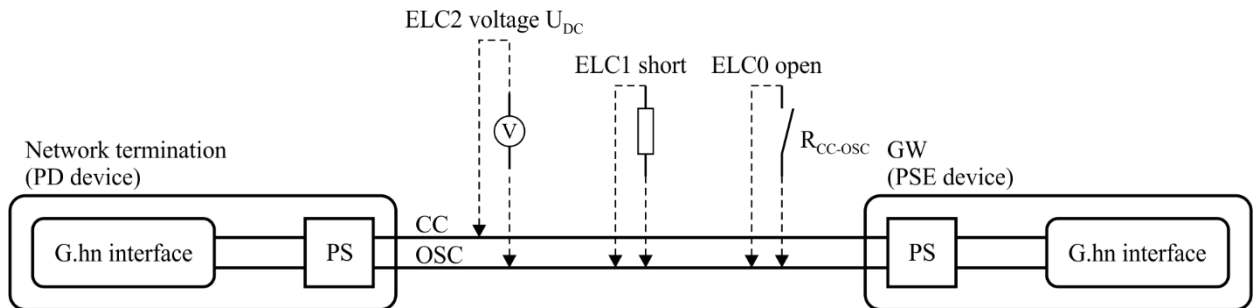 ELC2 voltage U_DC
ELC1 short
ELC0 open
V
R_CC-OSC
Network termination
(PD device)
GW
(PSE device)
G.hn interface
PS
CC
OSC
PS
G.hn interface